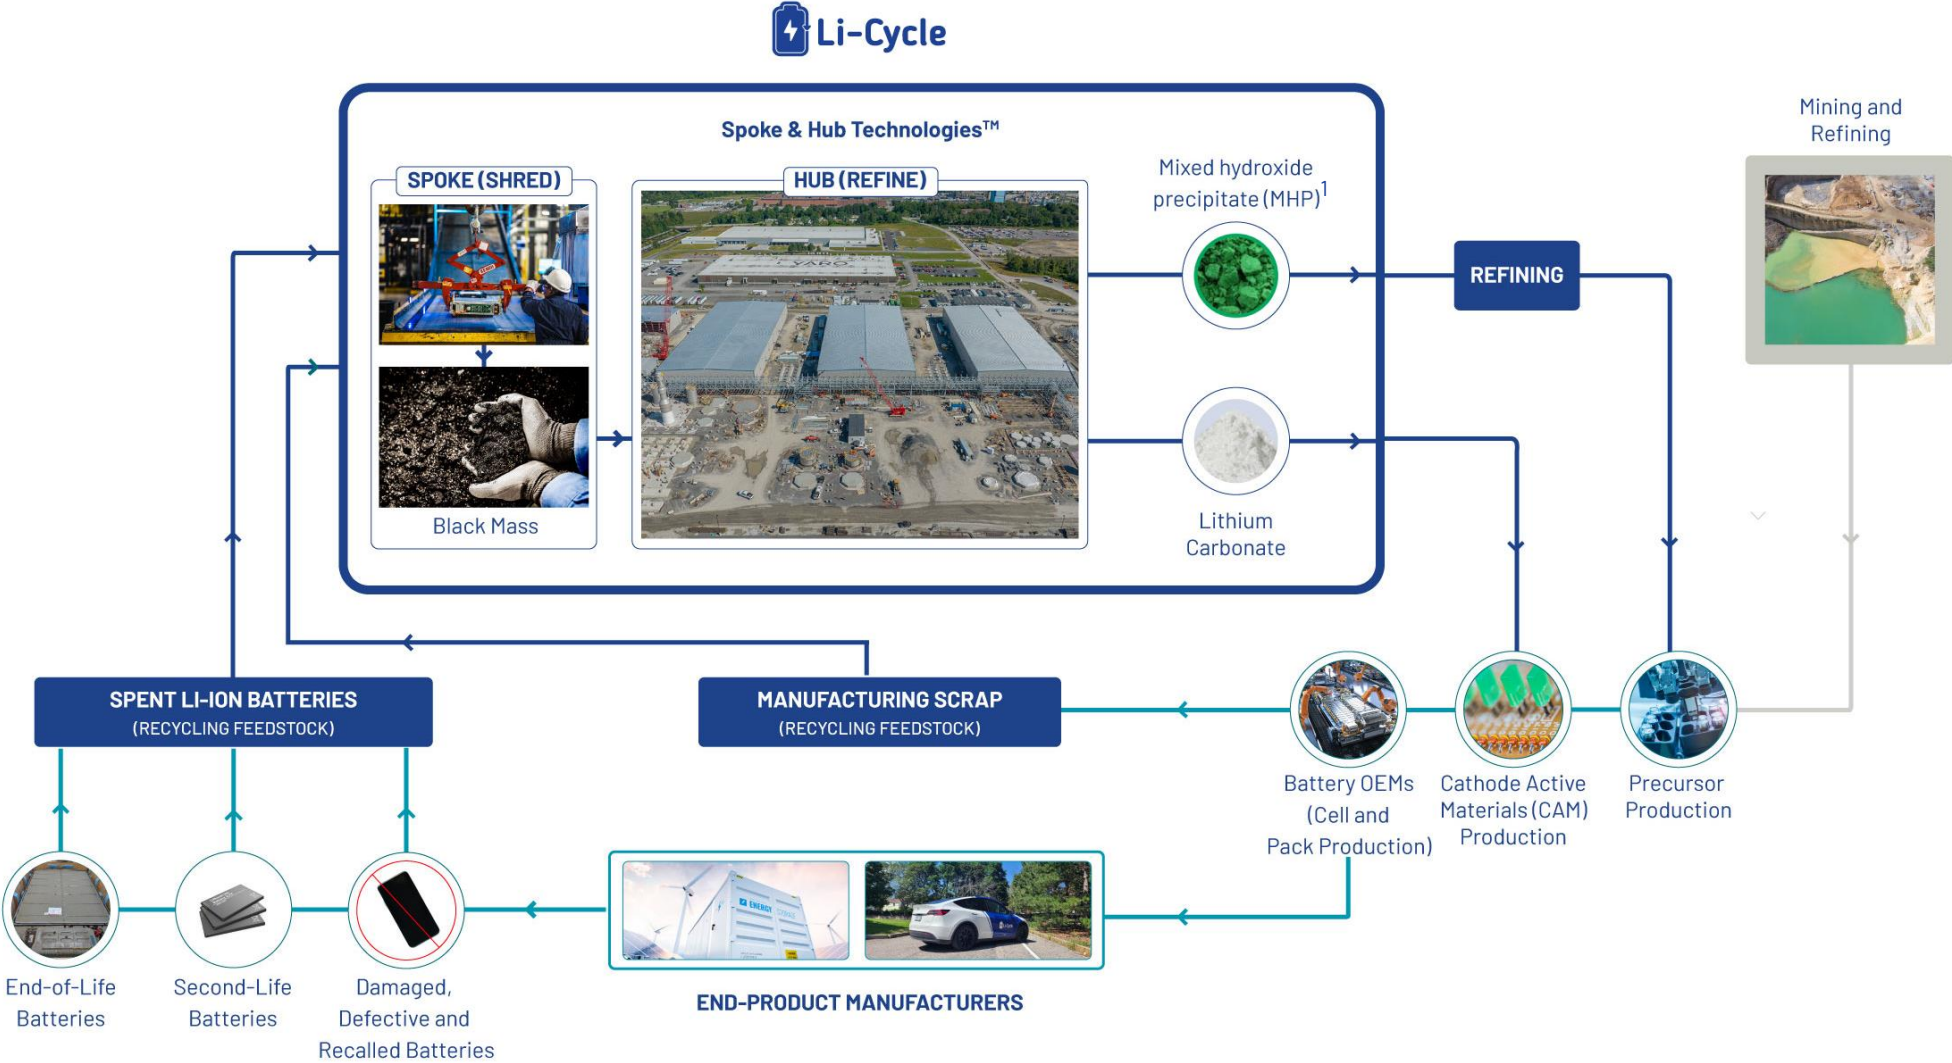 Li-Cycle
Spoke & Hub Technologies™
SPOKE (SHRED)
Black Mass
HUB (REFINE)
Mixed hydroxide
precipitate (MHP)1
Lithium
Carbonate
REFINING
Mining and
Refining
SPENT LI-ION BATTERIES
(RECYCLING FEEDSTOCK)
MANUFACTURING SCRAP
(RECYCLING FEEDSTOCK)
Battery OEMs
(Cell and
Pack Production)
Cathode Active
Materials (CAM)
Production
Precursor
Production
End-of-Life
Batteries
Second-Life
Batteries
Damaged,
Defective and
Recalled Batteries
ENERGY
END-PRODUCT MANUFACTURERS